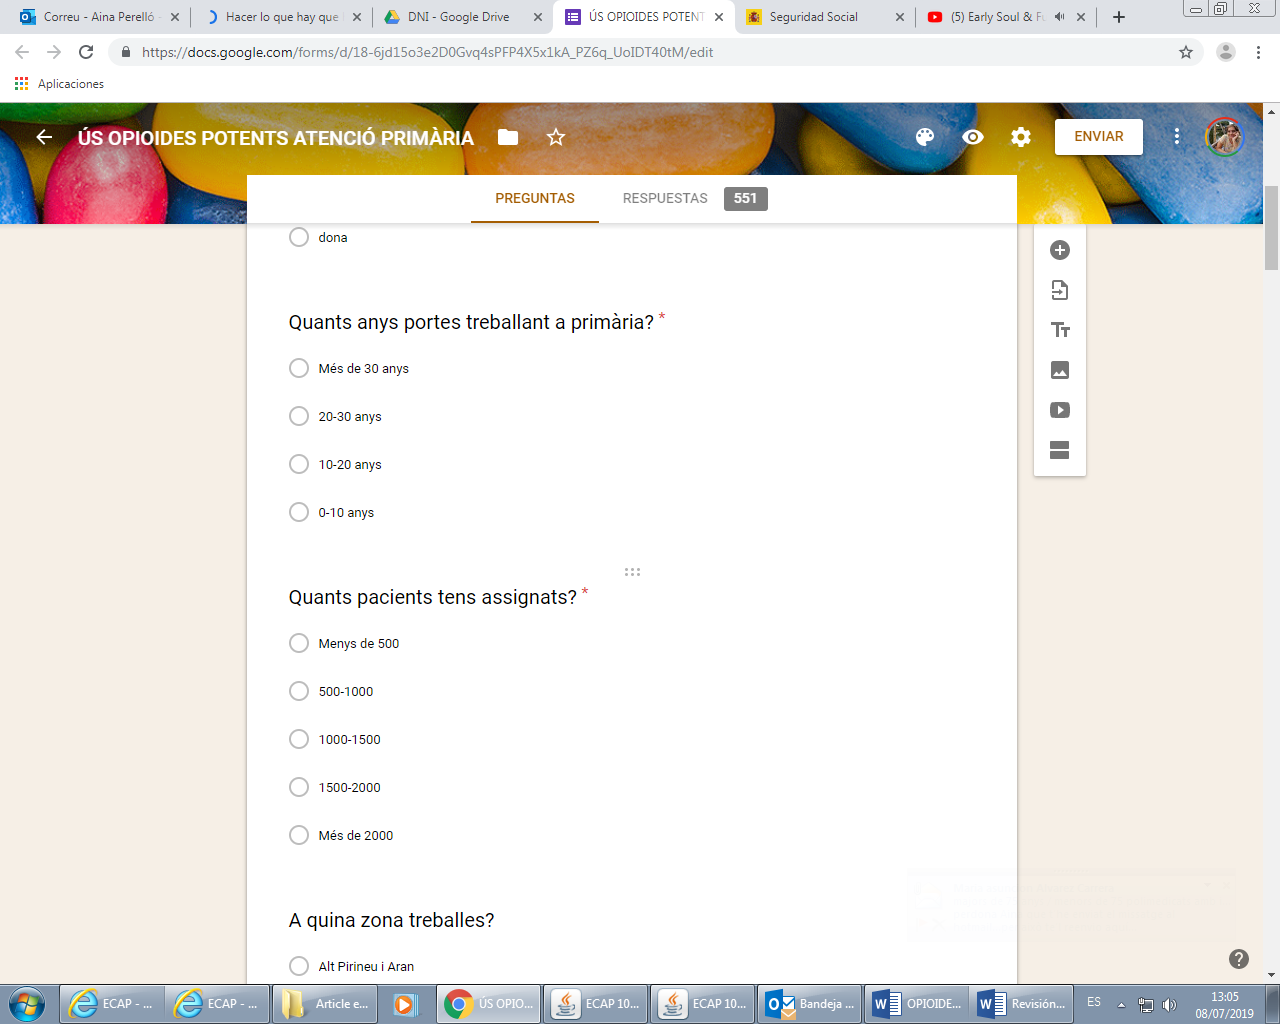 Correu - Aina Perelló
Hacer lo que hay que
DNI - Google Drive
ÚS OPIOIDES POTENT
Seguridad Social
(5) Early Soul & F
https://docs.google.com/forms/d/18-6jd15o3e2D0Gvq4sPFP4X5x1kA_PZ6q_UoIDT40tM/edit
Aplicaciones
ÚS OPIOIDES POTENTS ATENCIÓ PRIMÀRIA
ENVIAR
PREGUNTAS
RESPUESTAS
551
dona
Quants anys portes treballant a primària? *
Més de 30 anys
20-30 anys
10-20 anys
0-10 anys
Quants pacients tens assignats? *
Menys de 500
500-1000
1000-1500
1500-2000
Més de 2000
A quina zona treballes?
Alt Pirineu i Aran
ECAP - ...
ECAP - ...
Article e...
ÚS OPIO...
ECAP 10...
ECAP 10...
Bandeja ...
OPIOIDE...
Revisión...
ES
13:05
08/07/2019